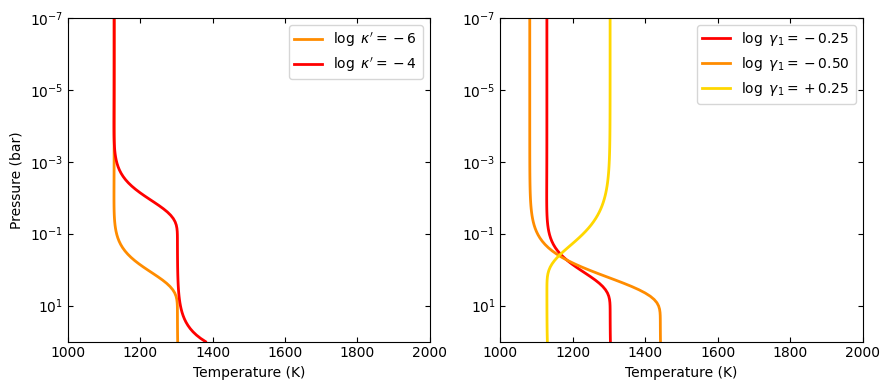 10⁻⁷
10⁻⁵
10⁻³
10⁻¹
10¹
Pressure (bar)
1000 1200 1400 1600 1800 2000
Temperature (K)
log κ′ = −6
log κ′ = −4
10⁻⁷
10⁻⁵
10⁻³
10⁻¹
10¹
1000 1200 1400 1600 1800 2000
Temperature (K)
log γ₁ = −0.25
log γ₁ = −0.50
log γ₁ = +0.25